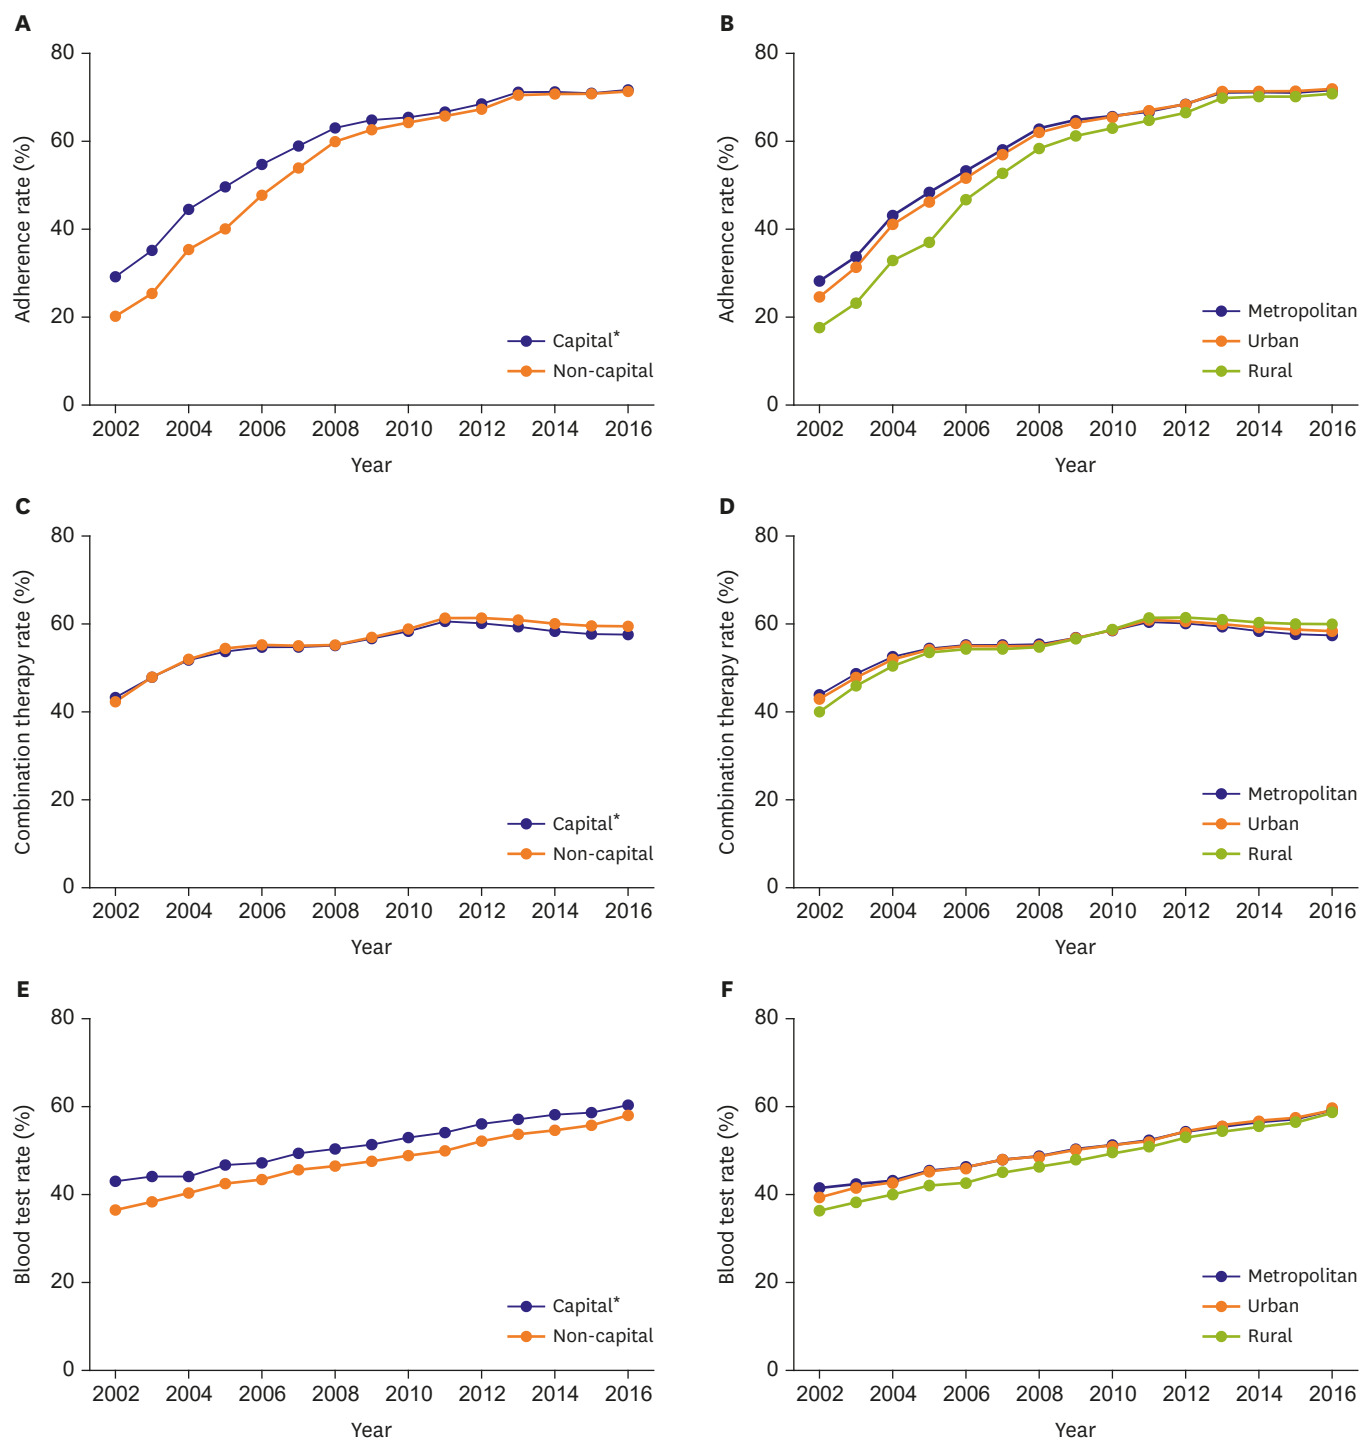 A
80
60
40
20
0
Adherence rate (%)
2002 2004 2006 2008 2010 2012 2014 2016
Year
Capital*
Non-capital
B
80
60
40
20
0
Adherence rate (%)
2002 2004 2006 2008 2010 2012 2014 2016
Year
Metropolitan
Urban
Rural
C
80
60
40
20
0
Combination therapy rate (%)
2002 2004 2006 2008 2010 2012 2014 2016
Year
Capital*
Non-capital
D
80
60
40
20
0
Combination therapy rate (%)
2002 2004 2006 2008 2010 2012 2014 2016
Year
Metropolitan
Urban
Rural
E
80
60
40
20
0
Blood test rate (%)
2002 2004 2006 2008 2010 2012 2014 2016
Year
Capital*
Non-capital
F
80
60
40
20
0
Blood test rate (%)
2002 2004 2006 2008 2010 2012 2014 2016
Year
Metropolitan
Urban
Rural